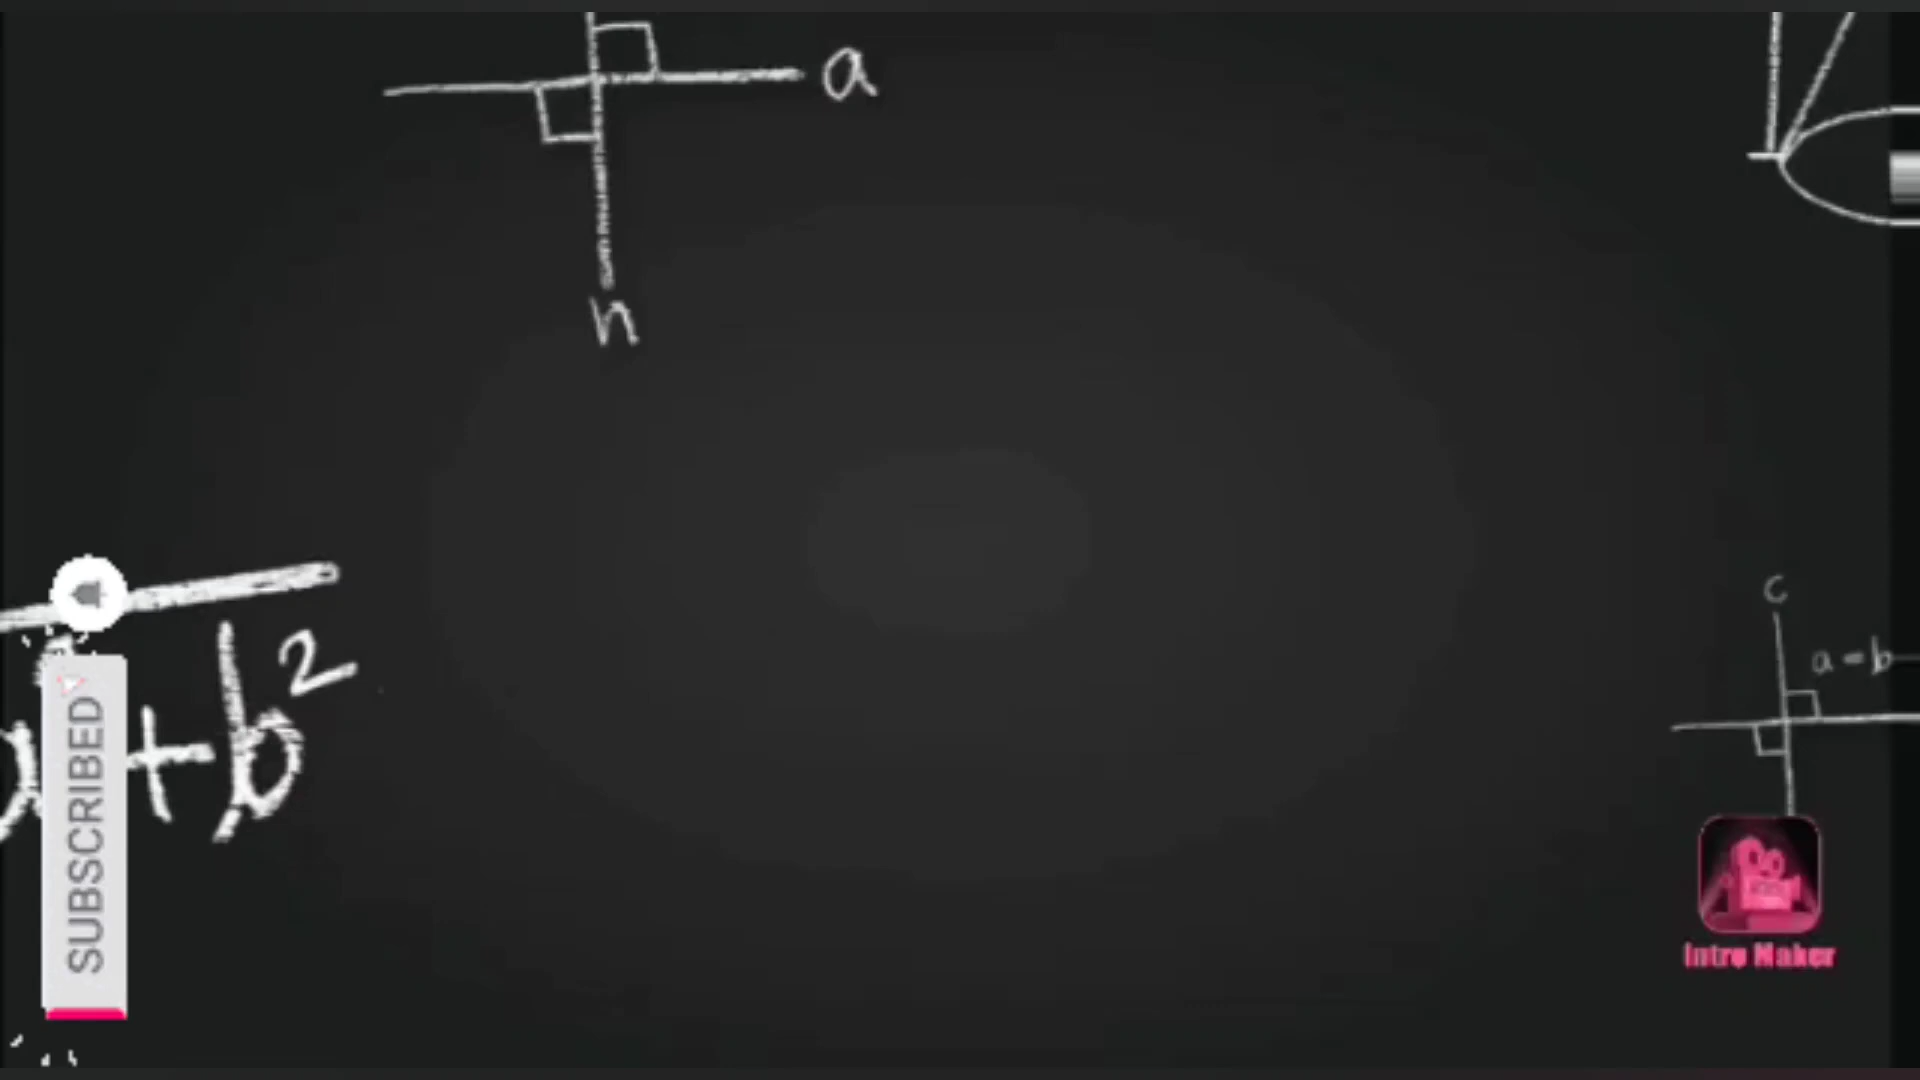 a
n
c
a = b
a + b²
SUBSCRIBED
Intro Maker